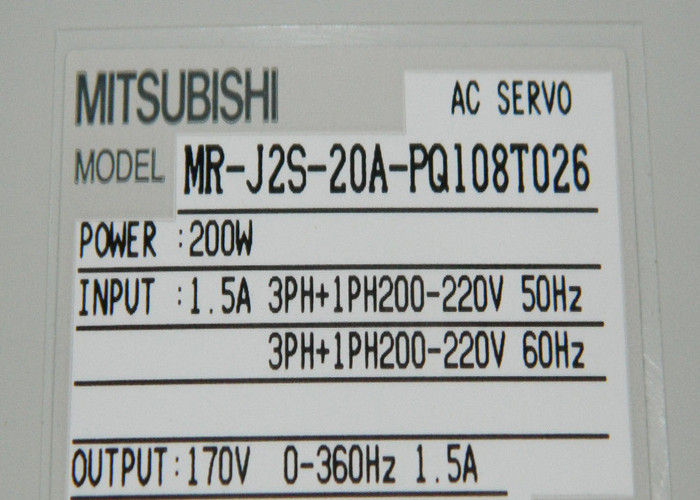 MITSUBISHI
AC SERVO
MODEL MR-J2S-20A-PQ108T026
POWER :200W
INPUT :1.5A 3PH+1PH200-220V 50Hz
3PH+1PH200-220V 60Hz
OUTPUT:170V 0-360Hz 1.5A